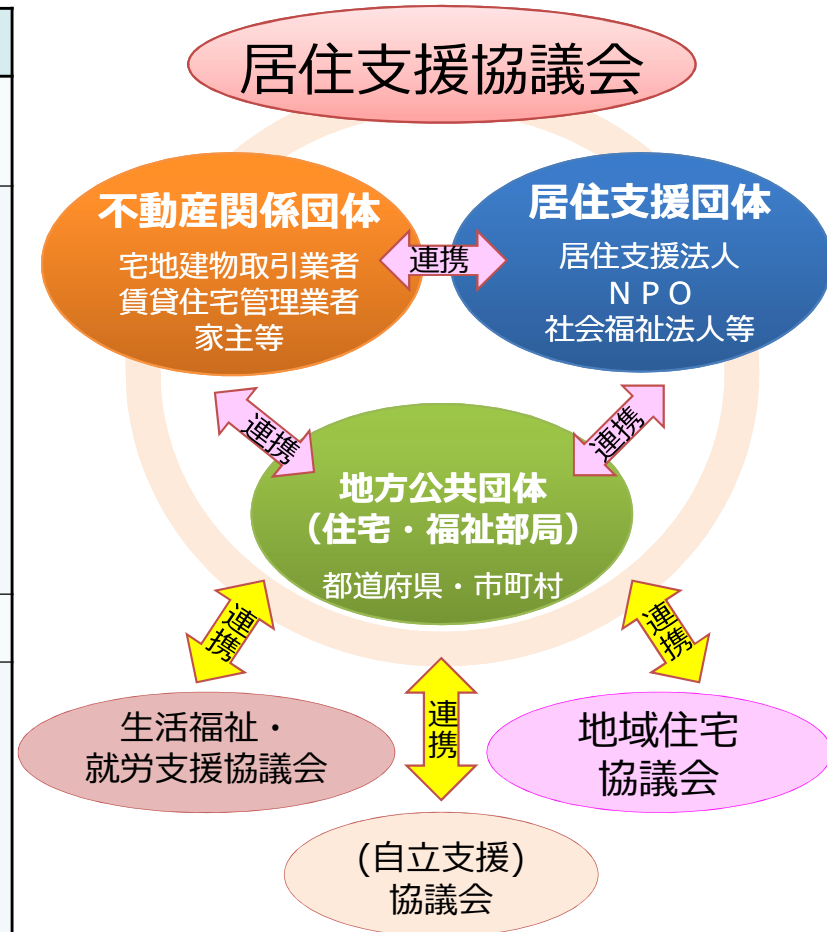 居住支援協議会
不動産関係団体
宅地建物取引業者
賃貸住宅管理業者
家主等
連携
居住支援団体
居住支援法人
ＮＰＯ
社会福祉法人等
連携
連携
地方公共団体
（住宅・福祉部局）
都道府県・市町村
連携
連携
連携
生活福祉・
就労支援協議会
地域住宅
協議会
(自立支援)
協議会